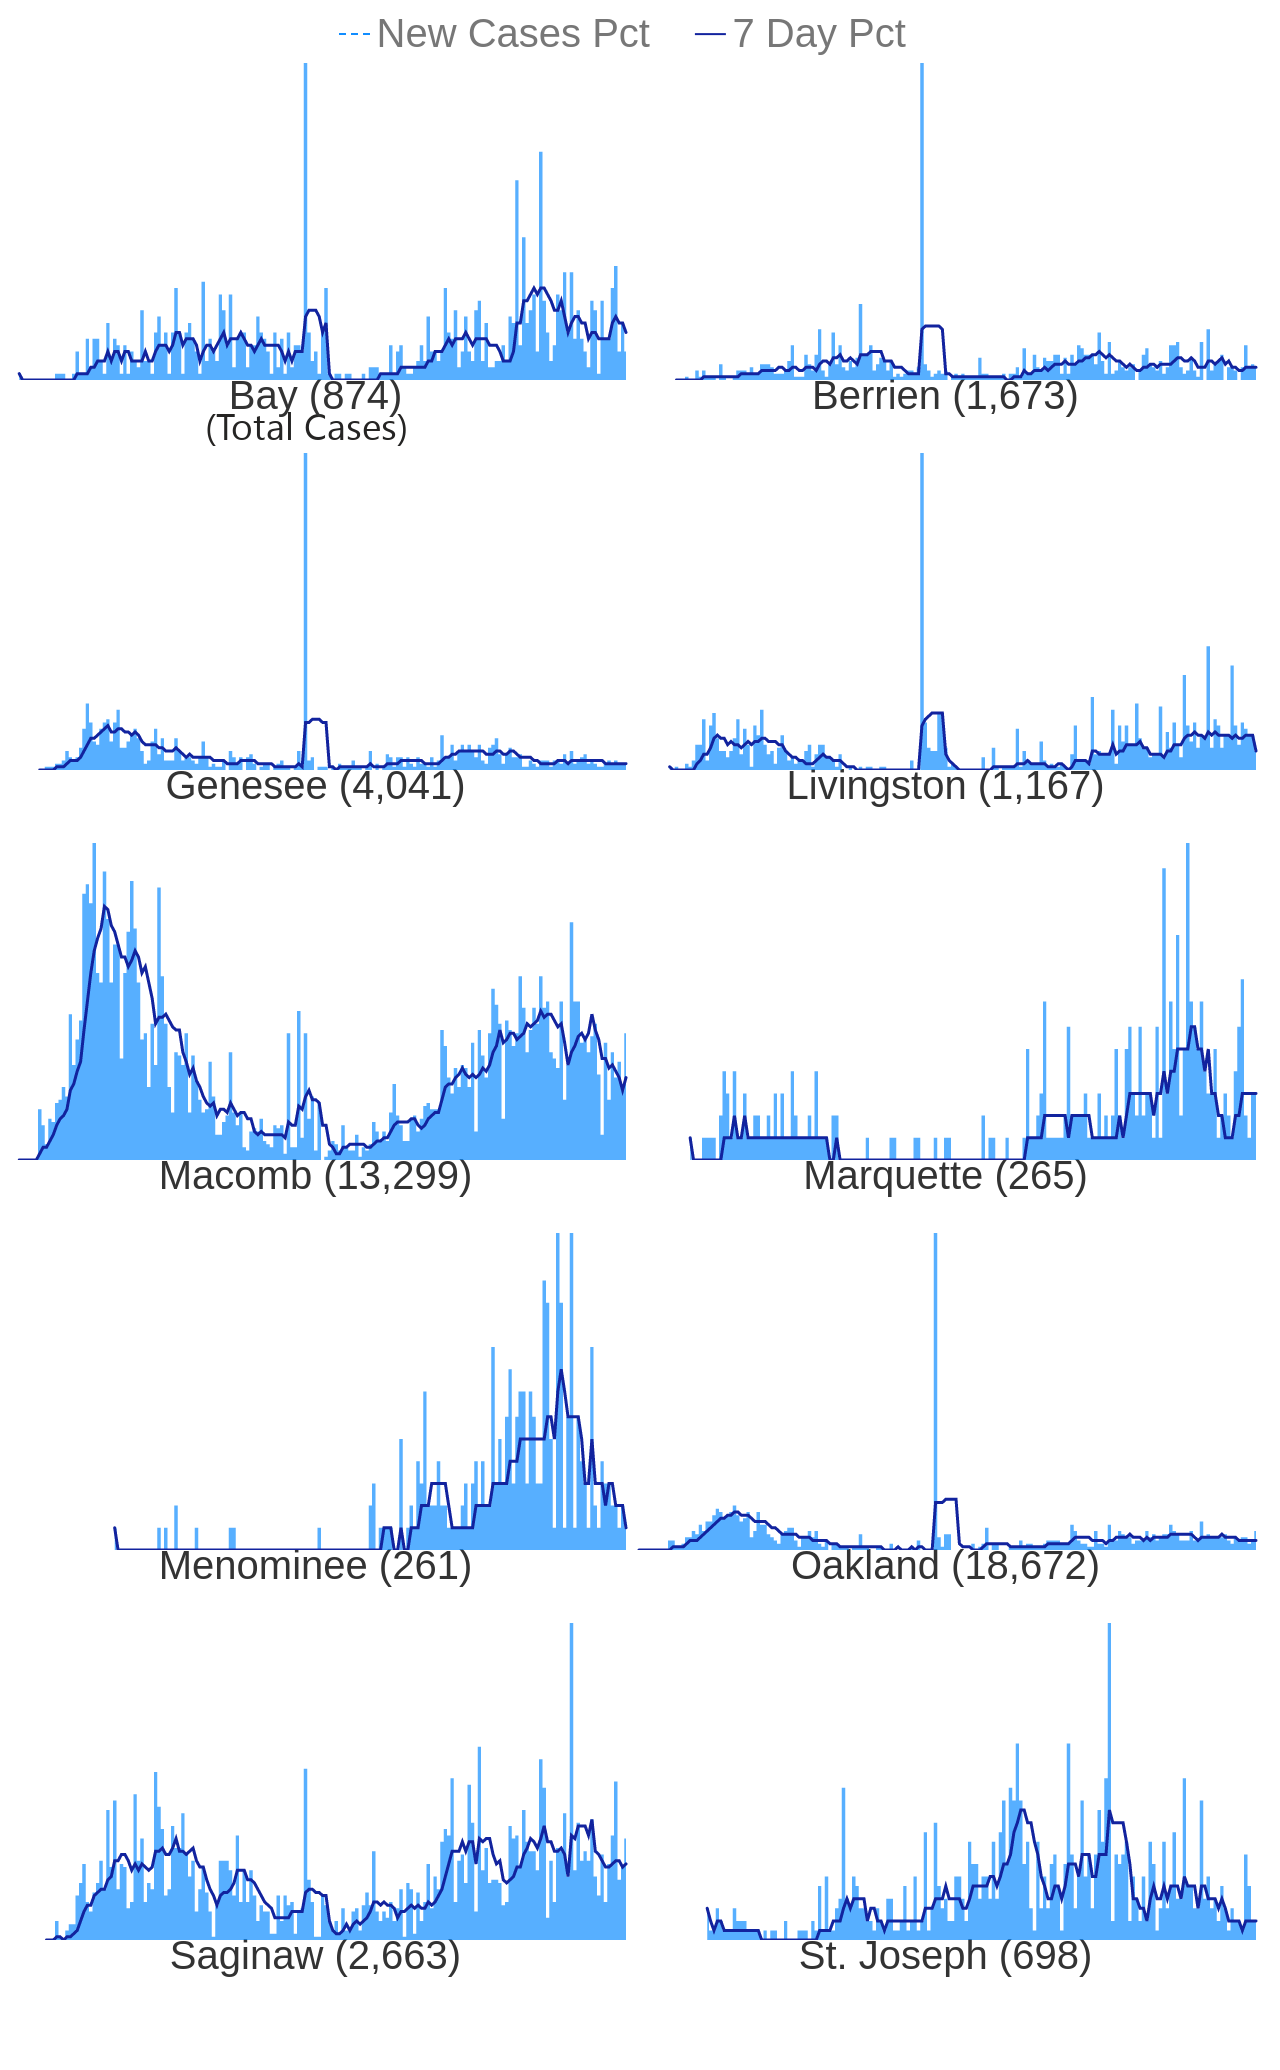 New Cases Pct 7 Day Pct
Bay (874) Berrien (1,673)
(Total Cases)
Genesee (4,041) Livingston (1,167)
Macomb (13,299) Marquette (265)
Menominee (261) Oakland (18,672)
Saginaw (2,663) St. Joseph (698)